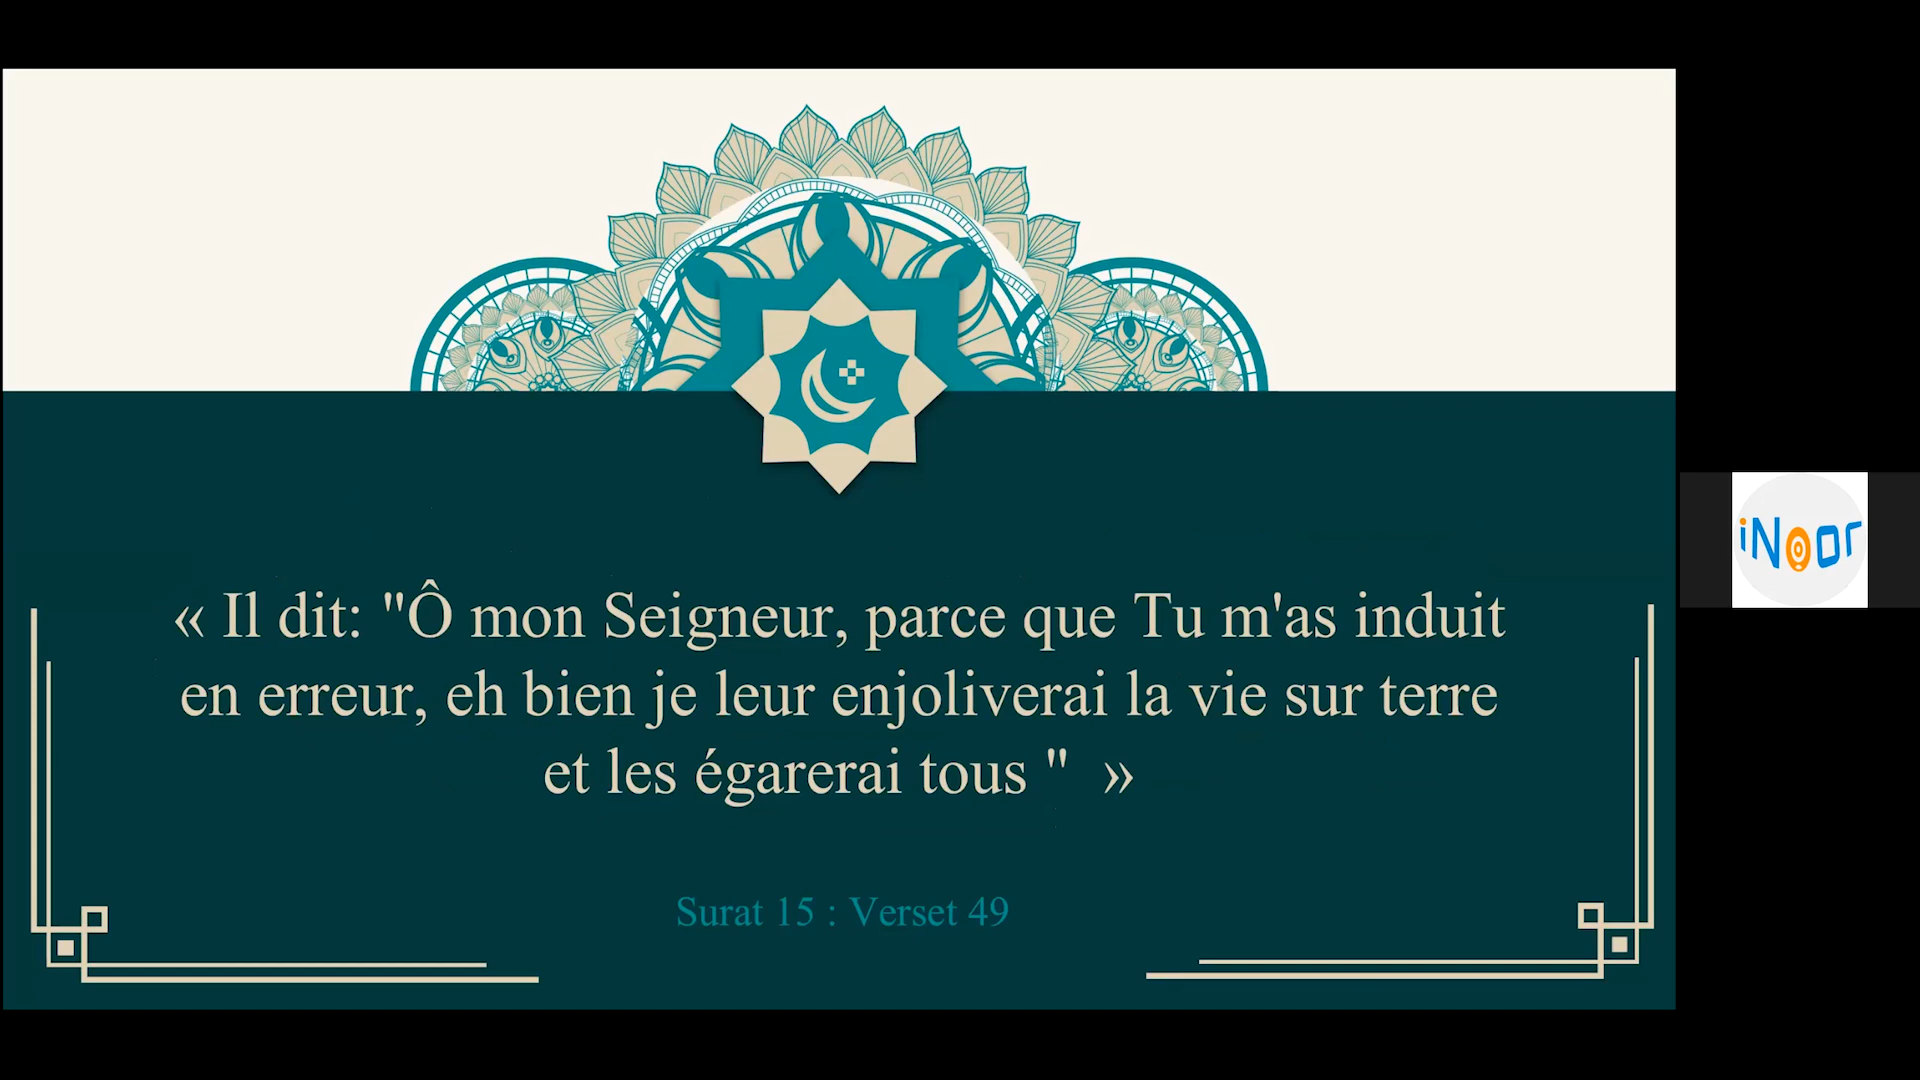 « Il dit: "Ô mon Seigneur, parce que Tu m'as induit
en erreur, eh bien je leur enjoliverai la vie sur terre
et les égarerai tous "  »
Surat 15 : Verset 49
iNoor